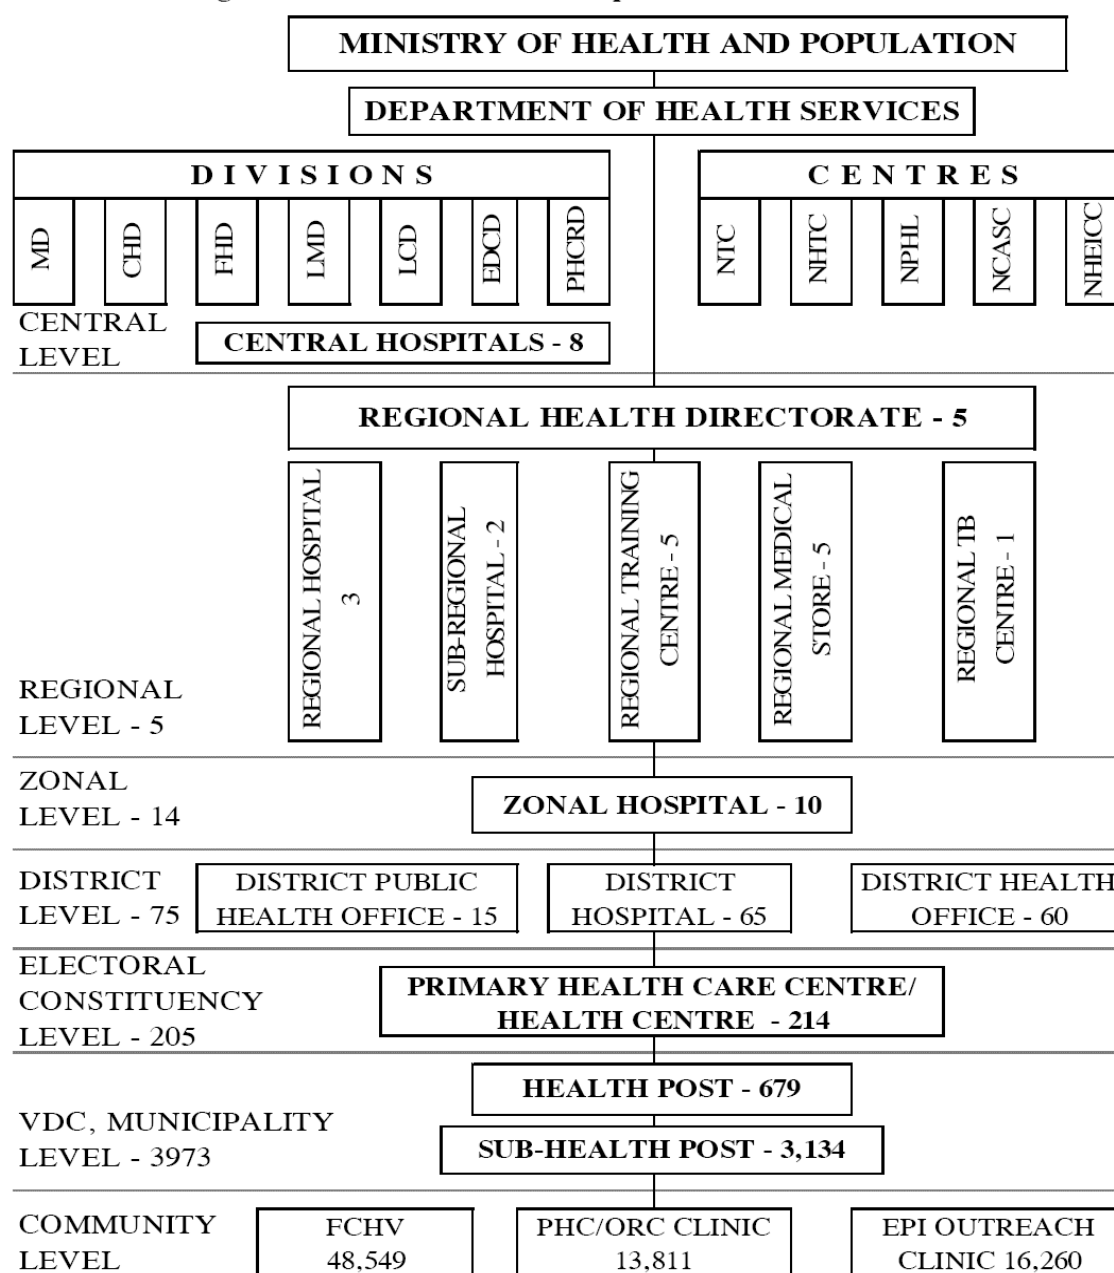 MINISTRY OF HEALTH AND POPULATION
DEPARTMENT OF HEALTH SERVICES
DIVISIONS
CENTRES
MD
CHD
FHD
LMD
LCD
EDCD
PHCRD
NTC
NHTC
NPHL
NCASC
NHEICC
CENTRAL
LEVEL
CENTRAL HOSPITALS - 8
REGIONAL HEALTH DIRECTORATE - 5
REGIONAL HOSPITAL
3
SUB-REGIONAL
HOSPITAL - 2
REGIONAL TRAINING
CENTRE - 5
REGIONAL MEDICAL
STORE - 5
REGIONAL TB
CENTRE - 1
REGIONAL
LEVEL - 5
ZONAL
LEVEL - 14
ZONAL HOSPITAL - 10
DISTRICT
LEVEL - 75
DISTRICT PUBLIC
HEALTH OFFICE - 15
DISTRICT
HOSPITAL - 65
DISTRICT HEALTH
OFFICE - 60
ELECTORAL
CONSTITUENCY
LEVEL - 205
PRIMARY HEALTH CARE CENTRE/
HEALTH CENTRE - 214
HEALTH POST - 679
VDC, MUNICIPALITY
LEVEL - 3973
SUB-HEALTH POST - 3,134
COMMUNITY
LEVEL
FCHV
48,549
PHC/ORC CLINIC
13,811
EPI OUTREACH
CLINIC 16,260